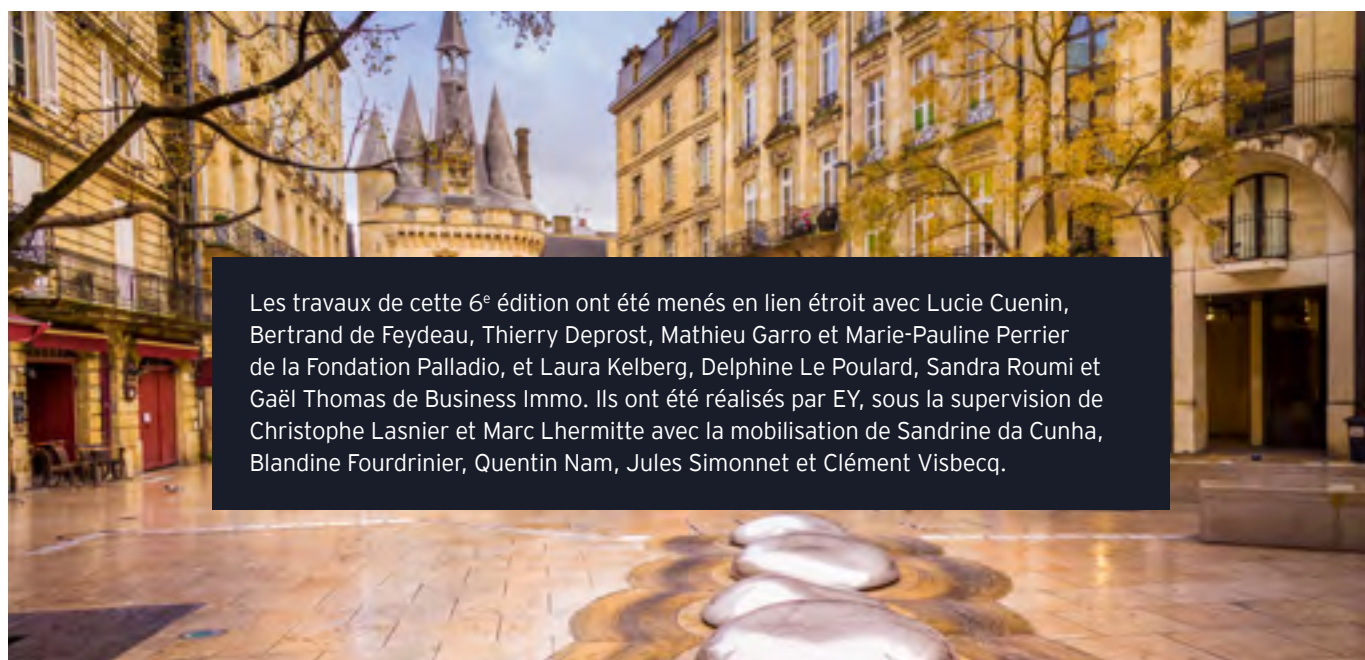 Les travaux de cette 6e édition ont été menés en lien étroit avec Lucie Cuenin,
Bertrand de Feydeau, Thierry Deprost, Mathieu Garro et Marie-Pauline Perrier
de la Fondation Palladio, et Laura Kelberg, Delphine Le Poulard, Sandra Roumi et
Gaël Thomas de Business Immo. Ils ont été réalisés par EY, sous la supervision de
Christophe Lasnier et Marc Lhermitte avec la mobilisation de Sandrine da Cunha,
Blandine Fourdrinier, Quentin Nam, Jules Simonnet et Clément Visbecq.